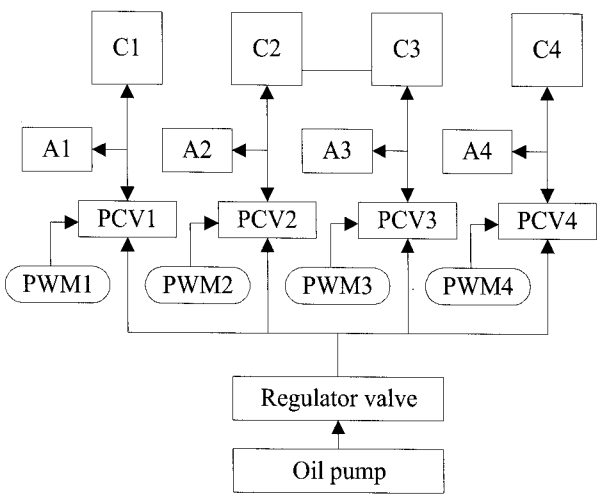 C1 C2 C3 C4
A1 A2 A3 A4
PCV1 PCV2 PCV3 PCV4
PWM1 PWM2 PWM3 PWM4
Regulator valve
Oil pump